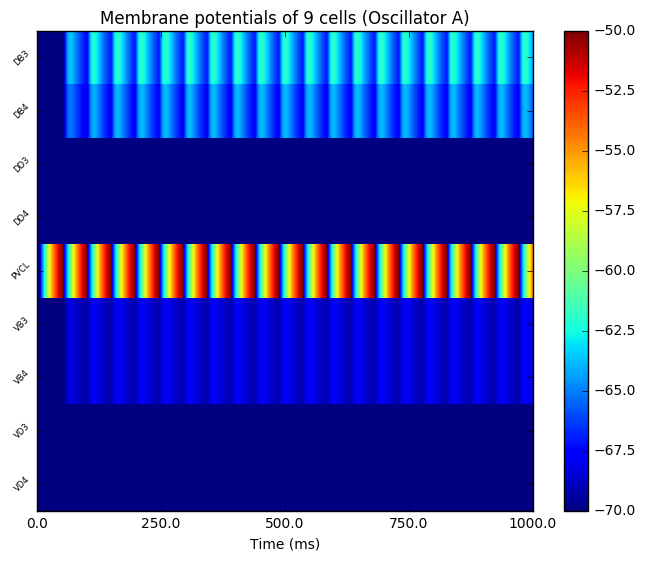 Membrane potentials of 9 cells (Oscillator A)
DB3
DB4
DD3
DD4
PVCL
VB3
VB4
VD3
VD4
0.0 250.0 500.0 750.0 1000.0
Time (ms)
−50.0
−52.5
−55.0
−57.5
−60.0
−62.5
−65.0
−67.5
−70.0